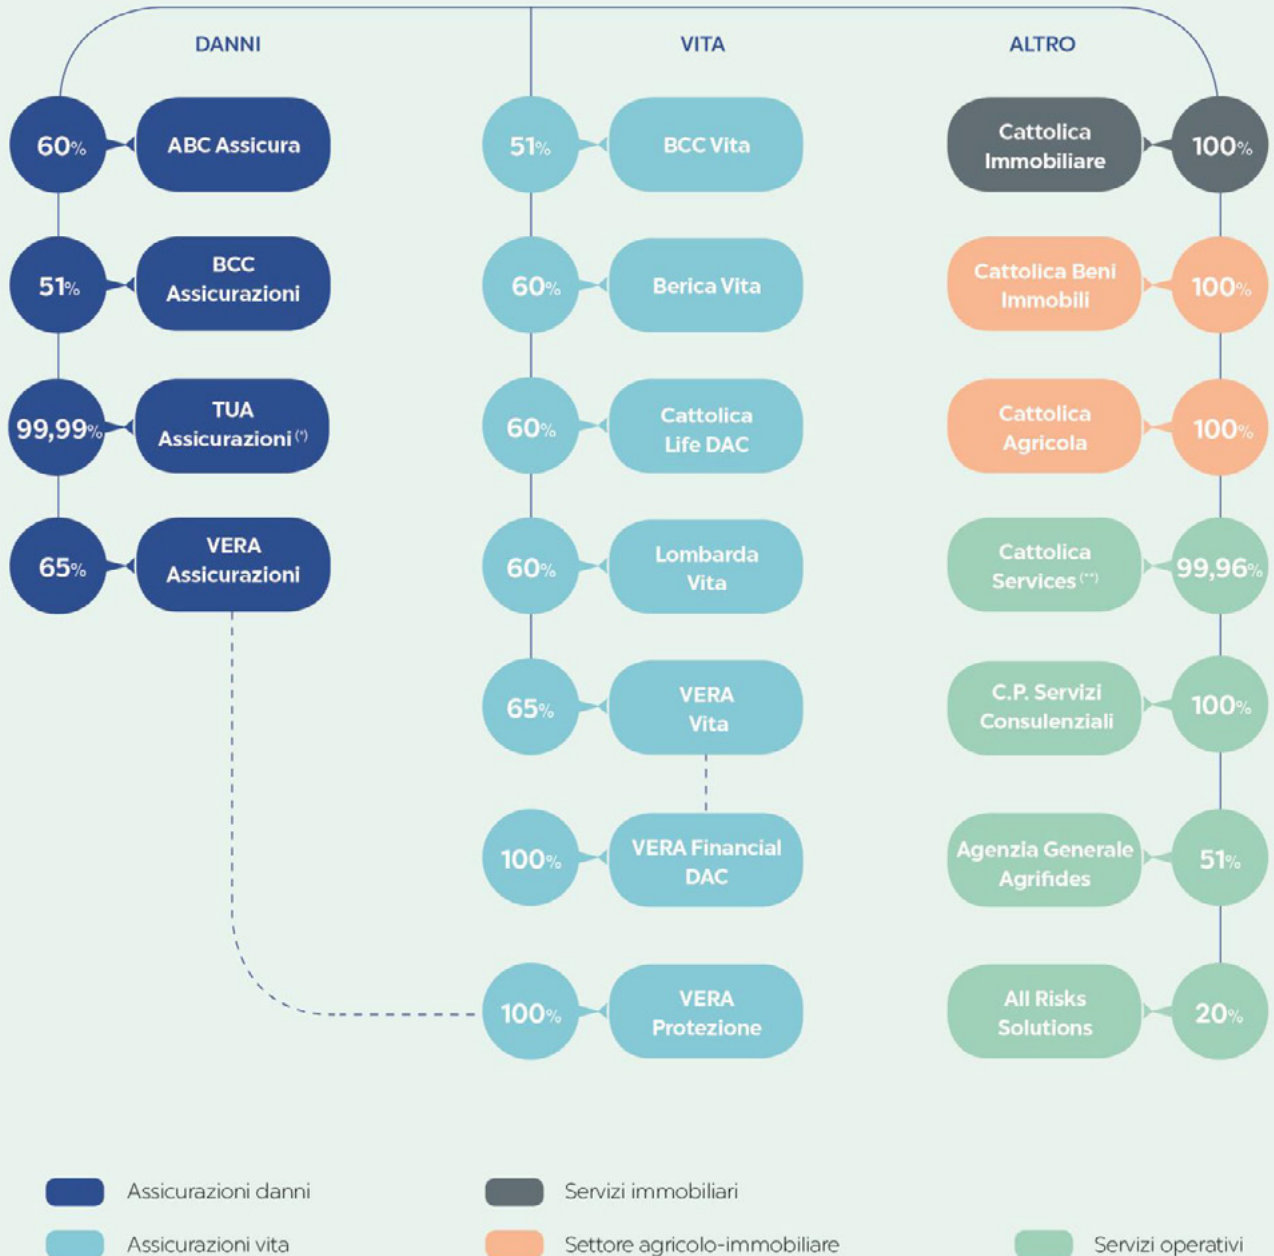 DANNI
VITA
ALTRO
60%
ABC Assicura
51%
BCC
Assicurazioni
99,99%
TUA
Assicurazioni (*)
65%
VERA
Assicurazioni
51%
BCC Vita
60%
Berica Vita
60%
Cattolica
Life DAC
60%
Lombarda
Vita
65%
VERA
Vita
100%
VERA Financial
DAC
100%
VERA
Protezione
Cattolica
Immobiliare
100%
Cattolica Beni
Immobili
100%
Cattolica
Agricola
100%
Cattolica
Services (**)
99,96%
C.P. Servizi
Consulenziali
100%
Agenzia Generale
Agrifides
51%
All Risks
Solutions
20%
Assicurazioni danni
Servizi immobiliari
Assicurazioni vita
Settore agricolo-immobiliare
Servizi operativi